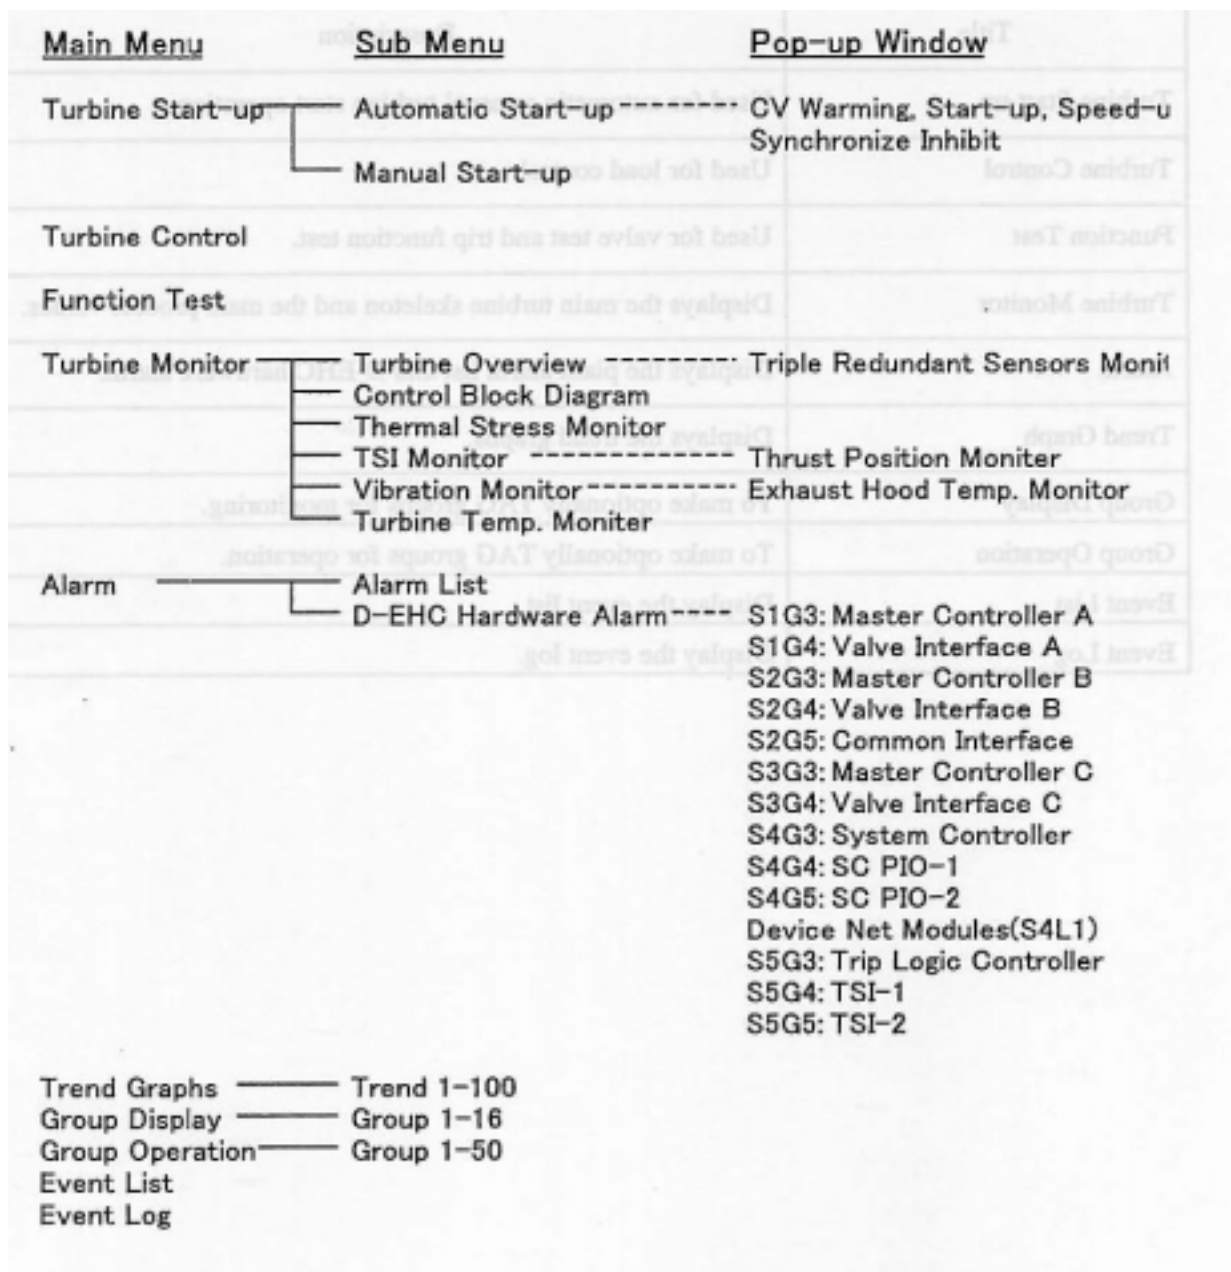 Main Menu Sub Menu Pop-up Window
Turbine Start-up Automatic Start-up CV Warming, Start-up, Speed-u
Synchronize Inhibit
Manual Start-up
Turbine Control
Function Test
Turbine Monitor Turbine Overview Triple Redundant Sensors Monit
Control Block Diagram
Thermal Stress Monitor
TSI Monitor Thrust Position Moniter
Vibration Monitor Exhaust Hood Temp. Monitor
Turbine Temp. Moniter
Alarm Alarm List
D-EHC Hardware Alarm S1G3: Master Controller A
S1G4: Valve Interface A
S2G3: Master Controller B
S2G4: Valve Interface B
S2G5: Common Interface
S3G3: Master Controller C
S3G4: Valve Interface C
S4G3: System Controller
S4G4: SC PIO-1
S4G5: SC PIO-2
Device Net Modules(S4L1)
S5G3: Trip Logic Controller
S5G4: TSI-1
S5G5: TSI-2
Trend Graphs Trend 1-100
Group Display Group 1-16
Group Operation Group 1-50
Event List
Event Log